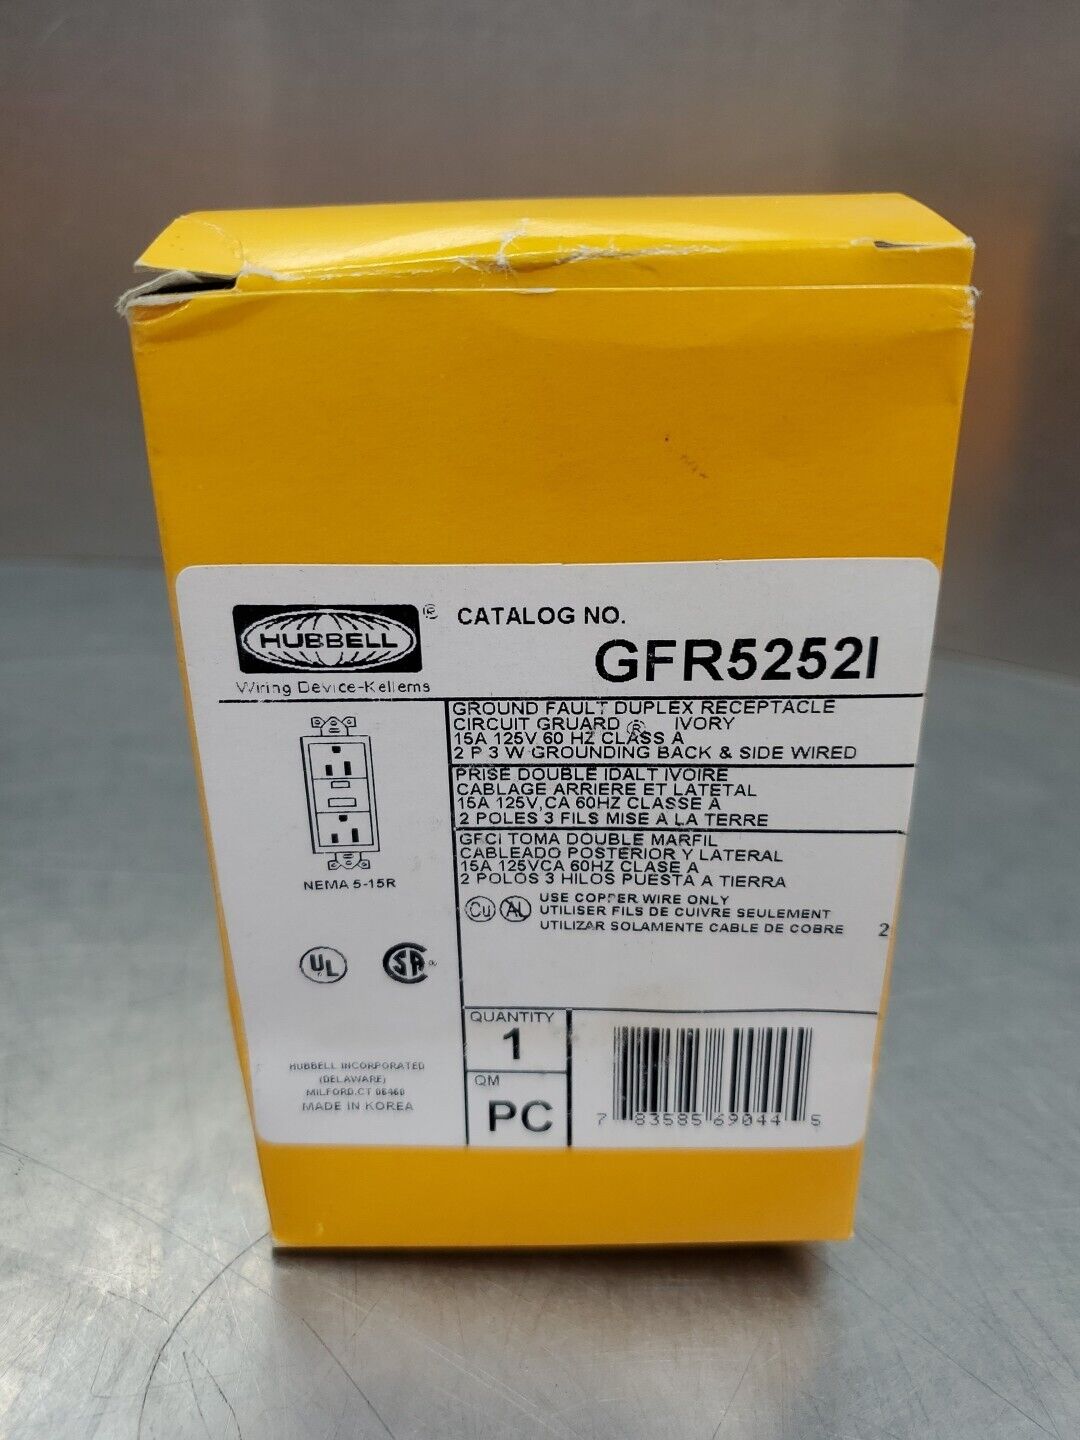 HUBBELL ®
Wiring Device-Kellems
CATALOG NO.
GFR5252I
GROUND FAULT DUPLEX RECEPTACLE
CIRCUIT GRUARD ® IVORY
15A 125V 60 HZ CLASS A
2 P 3 W GROUNDING BACK & SIDE WIRED
PRISE DOUBLE IDALT IVOIRE
CABLAGE ARRIERE ET LATETAL
15A 125V,CA 60HZ CLASSE A
2 POLES 3 FILS MISE A LA TERRE
GFCI TOMA DOUBLE MARFIL
CABLEADO POSTERIOR Y LATERAL
15A 125VCA 60HZ CLASE A
2 POLOS 3 HILOS PUESTA A TIERRA
Cu AL
USE COPPER WIRE ONLY
UTILISER FILS DE CUIVRE SEULEMENT
UTILIZAR SOLAMENTE CABLE DE COBRE 2
NEMA 5-15R
UL
SA ®
HUBBELL INCORPORATED
(DELAWARE)
MILFORD.CT 06460
MADE IN KOREA
QUANTITY
1
QM
PC
7 83585 69044 5